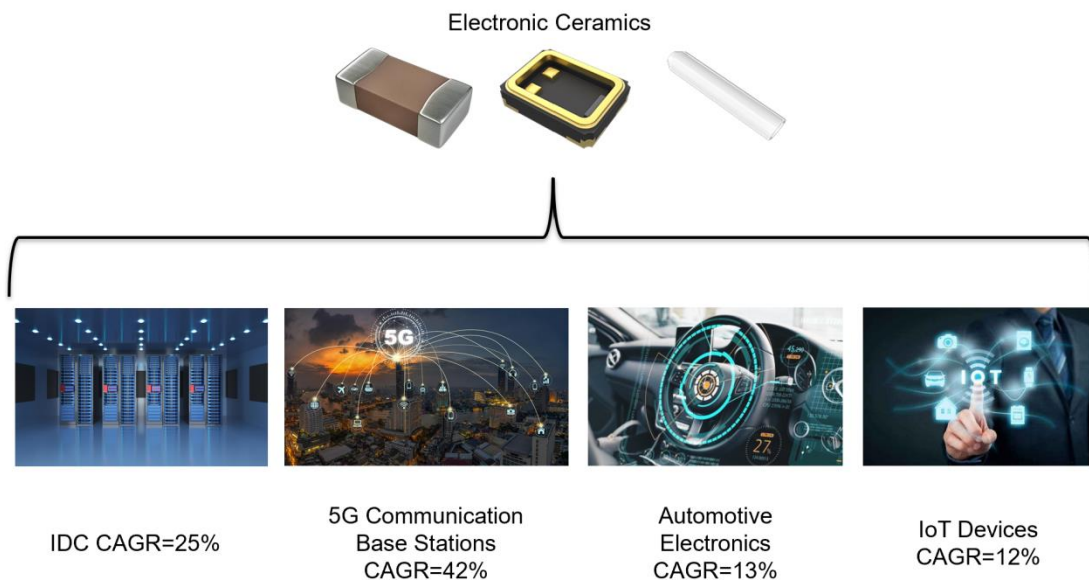 Electronic Ceramics
5G
IOT
27%
IDC CAGR=25%
5G Communication
Base Stations
CAGR=42%
Automotive
Electronics
CAGR=13%
IoT Devices
CAGR=12%